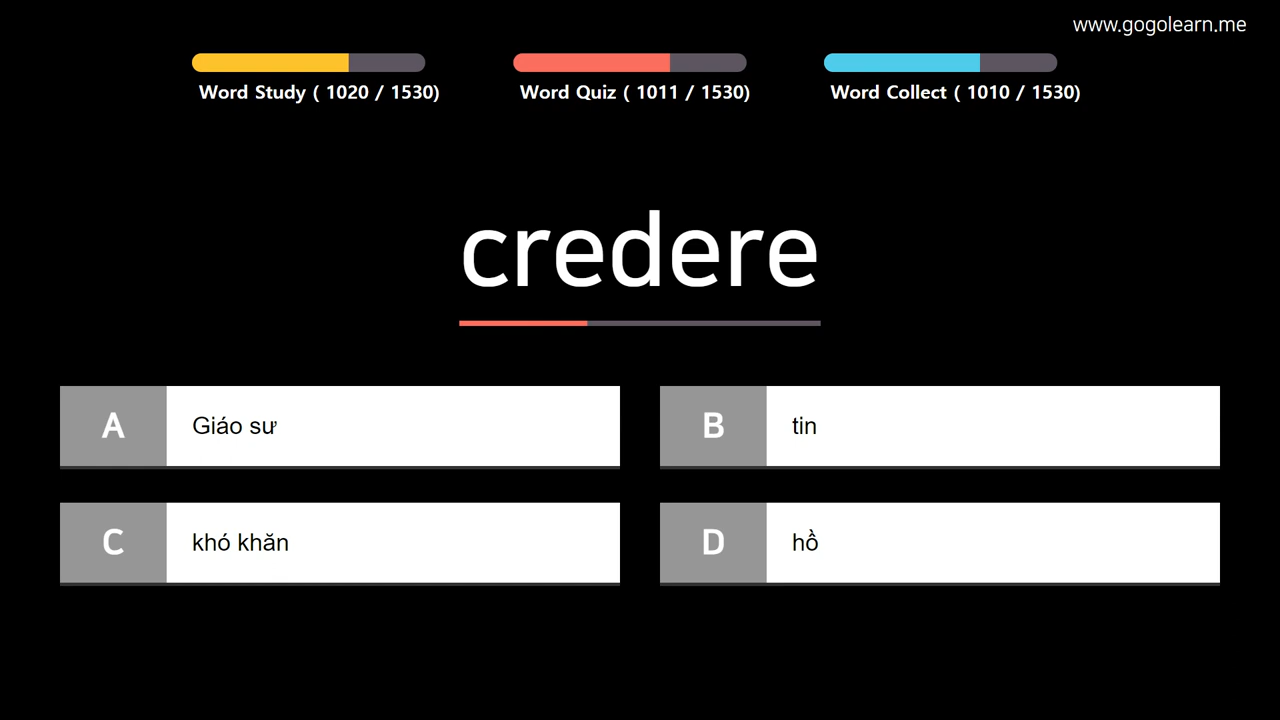 www.gogolearn.me
Word Study ( 1020 / 1530)
Word Quiz ( 1011 / 1530)
Word Collect ( 1010 / 1530)
credere
A Giáo sư
B tin
C khó khăn
D hồ